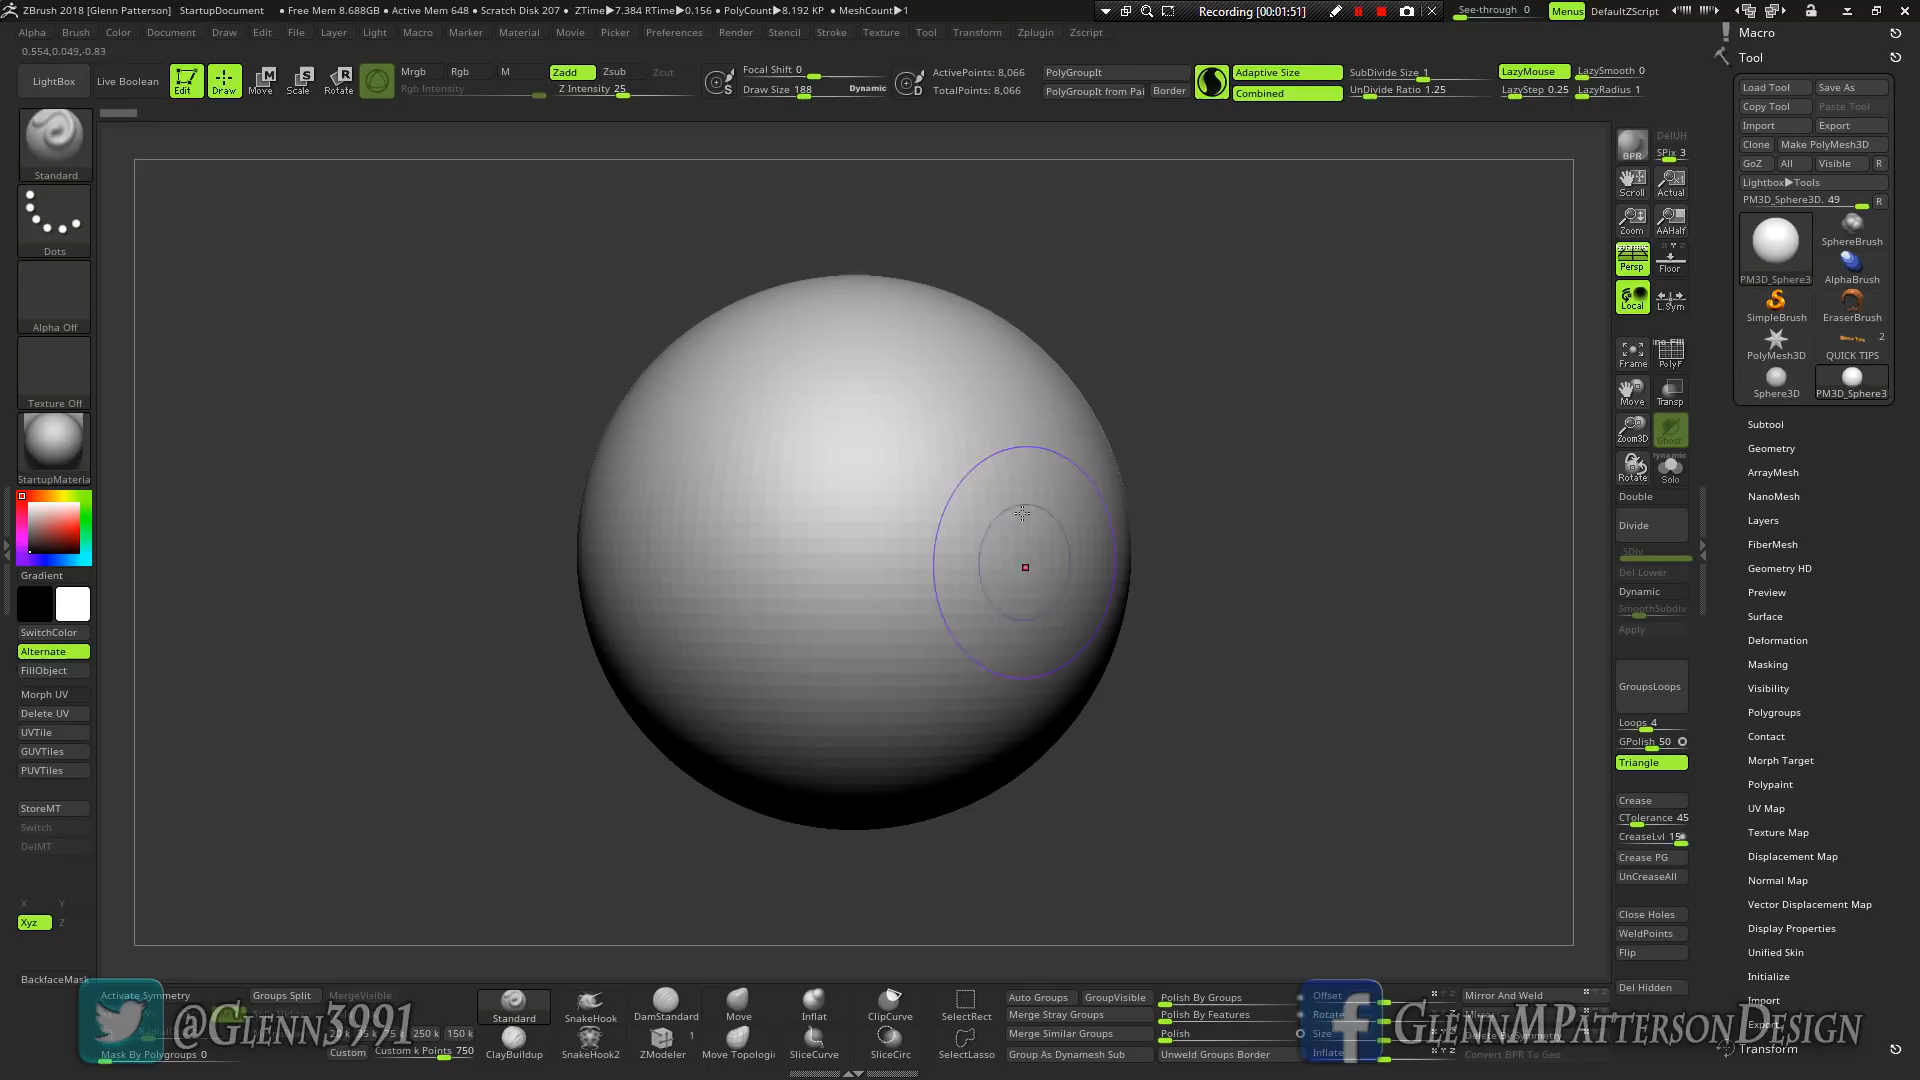 ZBrush 2018 [Glenn Patterson] StartupDocument • Free Mem 8.688GB • Active Mem 648 • Scratch Disk 207 • ZTime▶7.384 RTime▶0.156 • PolyCount▶8.192 KP • MeshCount▶1
Recording [00:01:51]
See-through 0 Menus DefaultZScript
Alpha Brush Color Document Draw Edit File Layer Light Macro Marker Material Movie Picker Preferences Render Stencil Stroke Texture Tool Transform Zplugin Zscript
0.554,0.049,-0.83
LightBox Live Boolean Edit Draw Move Scale Rotate
Mrgb Rgb M
Rgb Intensity
Zadd Zsub Zcut
Z Intensity 25
Focal Shift 0
Draw Size 188 Dynamic
ActivePoints: 8,066
TotalPoints: 8,066
PolyGroupIt
PolyGroupIt from Pai Border
Adaptive Size
Combined
SubDivide Size 1
UnDivide Ratio 1.25
LazyMouse LazySmooth 0
LazyStep 0.25 LazyRadius 1
Standard
Dots
Alpha Off
Texture Off
StartupMateria
Gradient
SwitchColor
Alternate
FillObject
Morph UV
Delete UV
UVTile
GUVTiles
PUVTiles
StoreMT
Switch
DelMT
X Y
Xyz Z
BackfaceMask
BPR DelUH
SPix 3
Scroll Actual
Zoom AAHalf
Persp Floor
Local L.Sym
Frame PolyF
Move Transp
Zoom3D Ghost
Dynamic
Rotate Solo
Double
Divide
SDiv
Del Lower
Dynamic
SmoothSubdiv
Apply
GroupsLoops
Loops 4
GPolish 50
Triangle
Crease
CTolerance 45
CreaseLvl 15
Crease PG
UnCreaseAll
Close Holes
WeldPoints
Flip
Del Hidden
Macro
Tool
Load Tool Save As
Copy Tool Paste Tool
Import Export
Clone Make PolyMesh3D
GoZ All Visible R
Lightbox▶Tools
PM3D_Sphere3D. 49 R
PM3D_Sphere3 SphereBrush
AlphaBrush
SimpleBrush EraserBrush
2
PolyMesh3D QUICK TIPS
Sphere3D PM3D_Sphere3
Subtool
Geometry
ArrayMesh
NanoMesh
Layers
FiberMesh
Geometry HD
Preview
Surface
Deformation
Masking
Visibility
Polygroups
Contact
Morph Target
Polypaint
UV Map
Texture Map
Displacement Map
Normal Map
Vector Displacement Map
Display Properties
Unified Skin
Initialize
Import
Export
Transform
Activate Symmetry Groups Split MergeVisible
@Glenn3991
20 k 35 k 75 k 250 k 150 k
Mask By Polygroups 0 Custom Custom k Points 750
Standard SnakeHook DamStandard Move Inflat ClipCurve SelectRect
ClayBuildup SnakeHook2 ZModeler 1 Move Topologic SliceCurve SliceCirc SelectLasso
Auto Groups GroupVisible
Merge Stray Groups
Merge Similar Groups
Group As Dynamesh Sub
Polish By Groups
Polish By Features
Polish
Unweld Groups Border
Offset
Rotate
Size
Inflate
Mirror And Weld
Mirror
Delete By Symmetry
Convert BPR To Geo
GlennMPattersonDesign